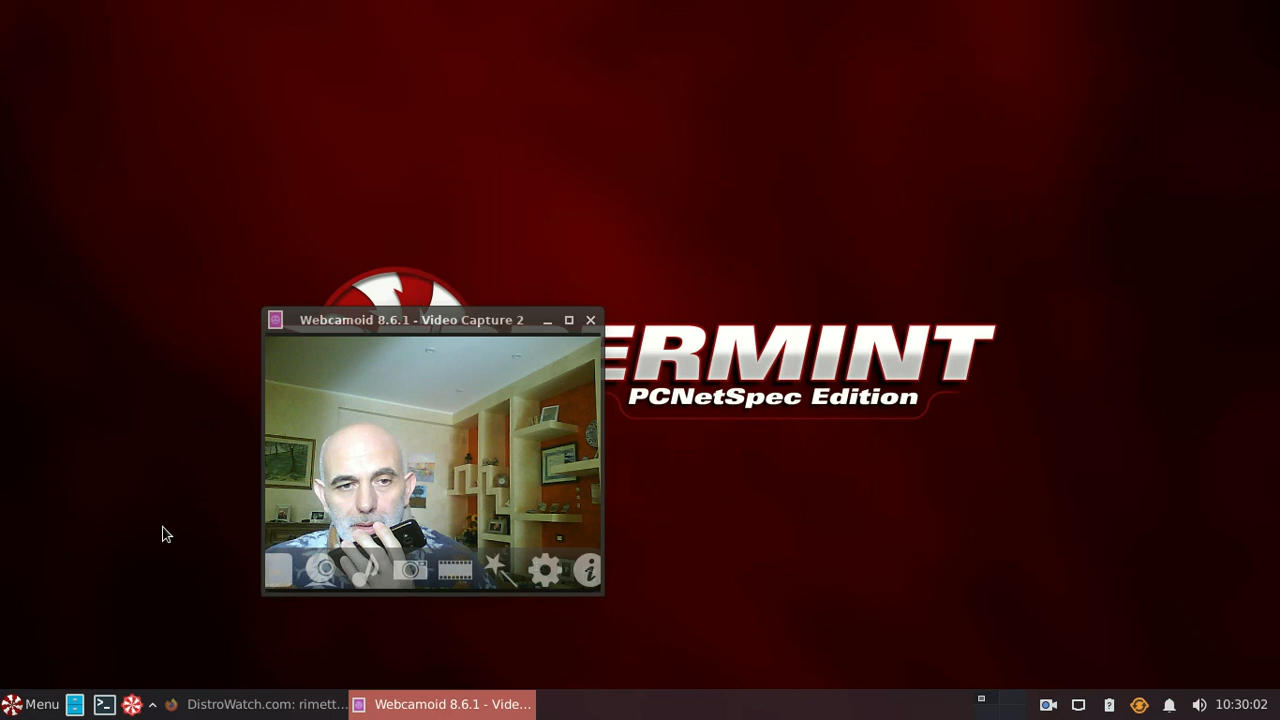 Webcamoid 8.6.1 - Video Capture 2
ERMINT
PCNetSpec Edition
Menu
DistroWatch.com: rimett...
Webcamoid 8.6.1 - Vide...
10:30:02